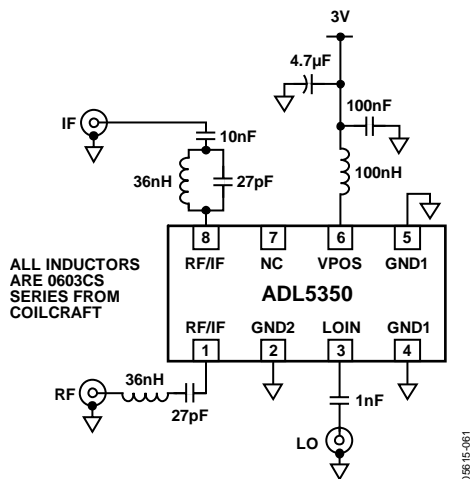 3V
4.7µF
100nF
IF
10nF
36nH
27pF
100nH
8
7
6
5
RF/IF
NC
VPOS
GND1
ALL INDUCTORS
ARE 0603CS
SERIES FROM
COILCRAFT
ADL5350
RF/IF
GND2
LOIN
GND1
1
2
3
4
36nH
RF
27pF
1nF
LO
05615-061